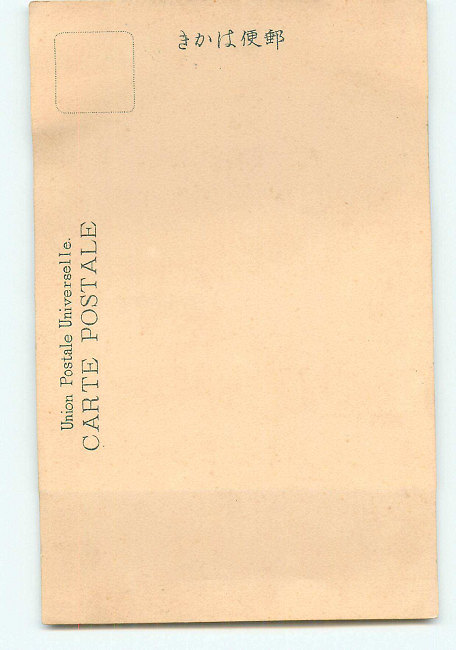 きかは便郵
Union Postale Universelle.
CARTE POSTALE